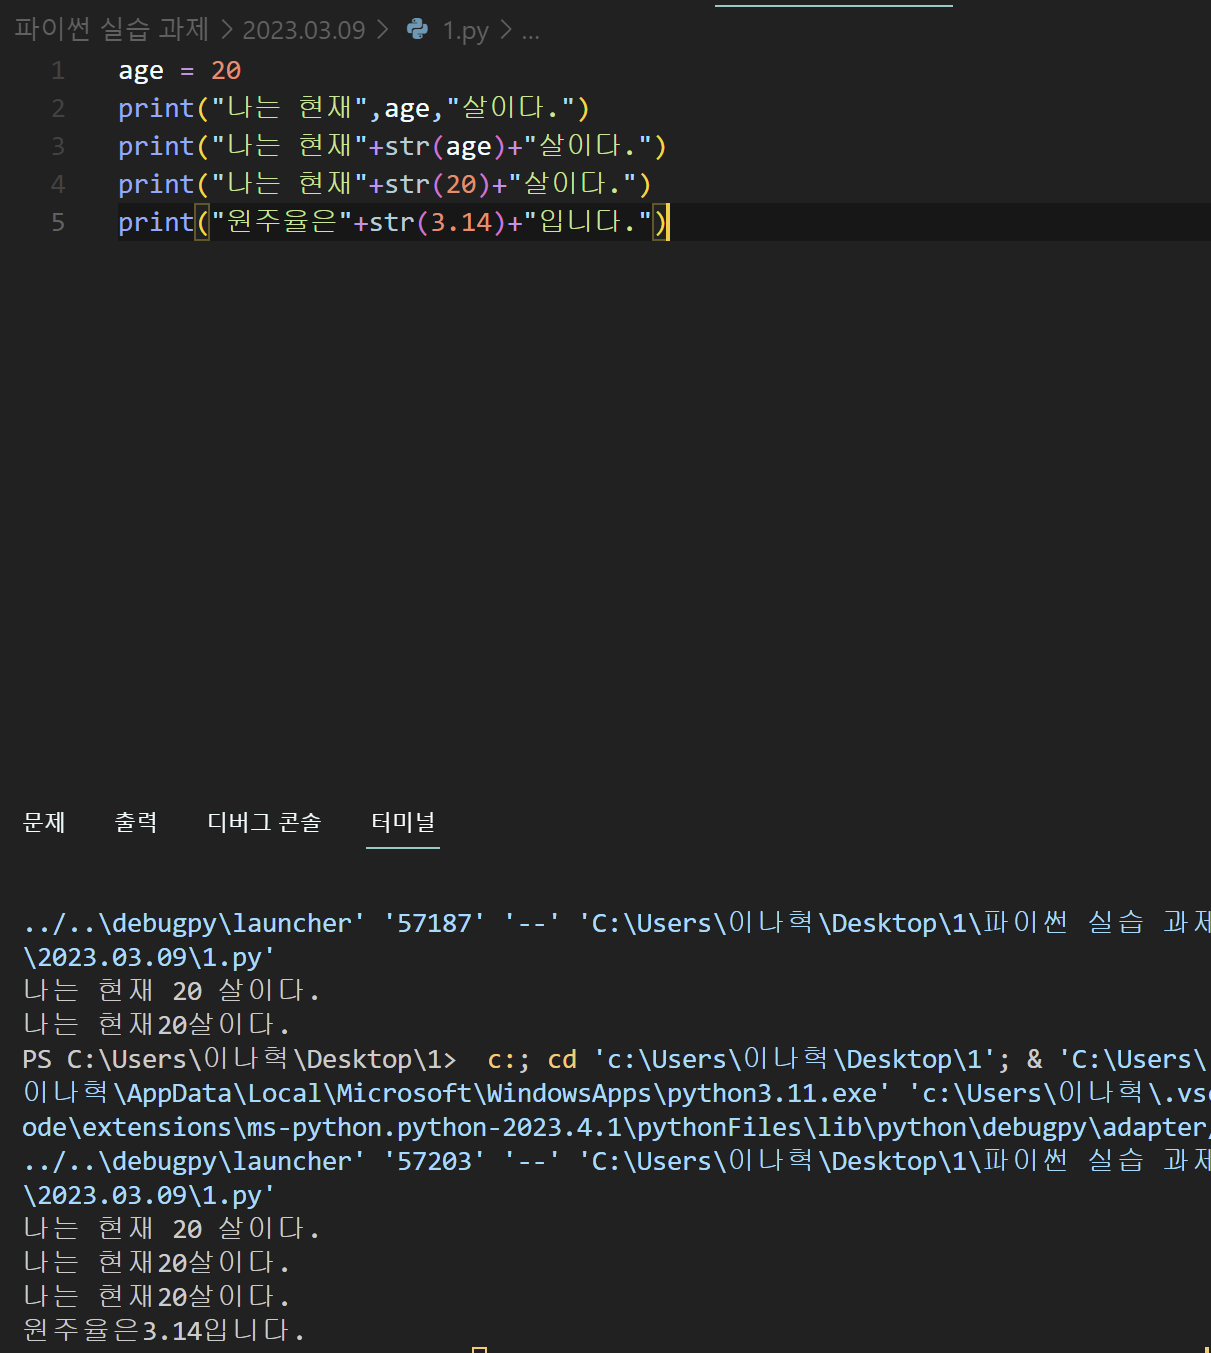 파이썬 실습 과제 > 2023.03.09 > 1.py > ...
1 age = 20
2 print("나는 현재",age,"살이다.")
3 print("나는 현재"+str(age)+"살이다.")
4 print("나는 현재"+str(20)+"살이다.")
5 print("원주율은"+str(3.14)+"입니다.")
문제 출력 디버그 콘솔 터미널
../..\debugpy\launcher' '57187' '--' 'C:\Users\이나혁\Desktop\1\파이썬 실습 과제
\2023.03.09\1.py'
나는 현재 20 살이다.
나는 현재20살이다.
PS C:\Users\이나혁\Desktop\1>  c:; cd 'c:\Users\이나혁\Desktop\1'; & 'C:\Users\
이나혁\AppData\Local\Microsoft\WindowsApps\python3.11.exe' 'c:\Users\이나혁\.vsc
ode\extensions\ms-python.python-2023.4.1\pythonFiles\lib\python\debugpy\adapter/
../..\debugpy\launcher' '57203' '--' 'C:\Users\이나혁\Desktop\1\파이썬 실습 과제
\2023.03.09\1.py'
나는 현재 20 살이다.
나는 현재20살이다.
나는 현재20살이다.
원주율은3.14입니다.